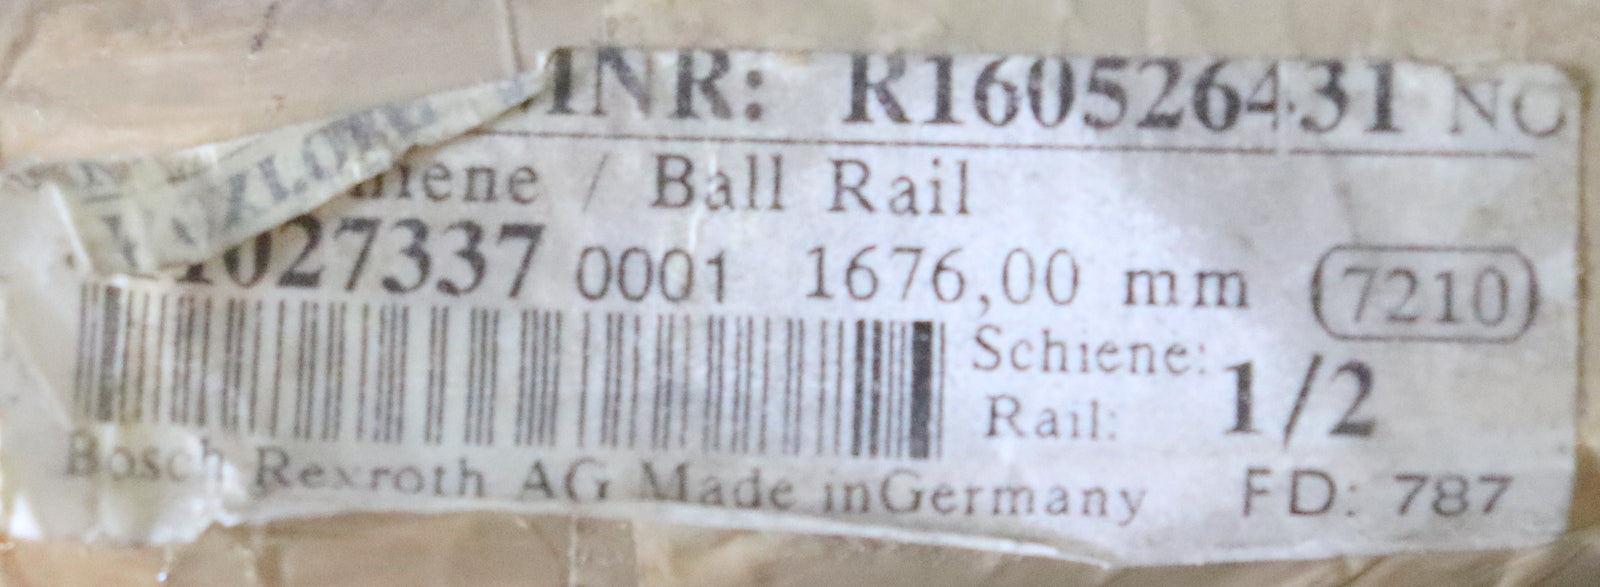 MNR: R160526431 NC
/ Ball Rail
027337 0001 1676,00 mm 7210
Schiene: 1/2
Rail:
Bosch Rexroth AG Made inGermany FD: 787